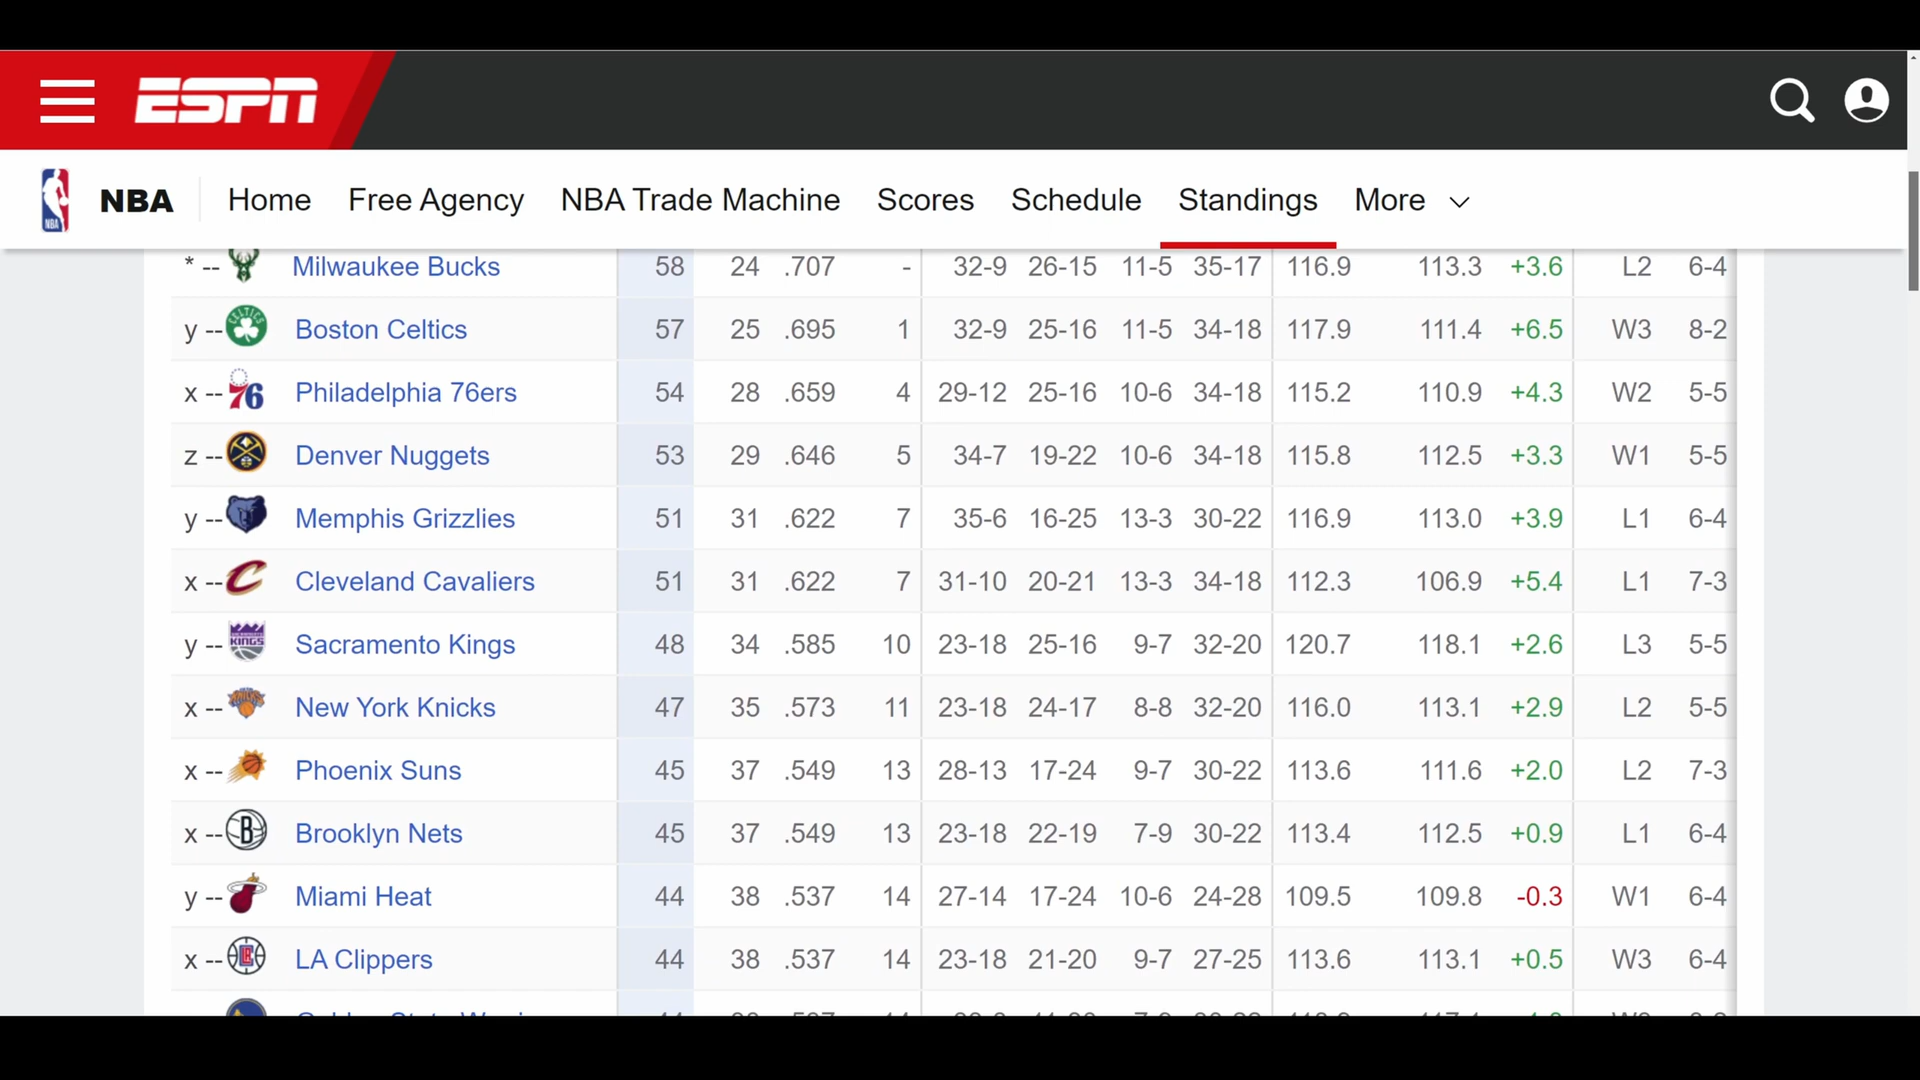 ESPN
NBA Home Free Agency NBA Trade Machine Scores Schedule Standings More
* -- Milwaukee Bucks 58 24 .707 - 32-9 26-15 11-5 35-17 116.9 113.3 +3.6 L2 6-4
y -- Boston Celtics 57 25 .695 1 32-9 25-16 11-5 34-18 117.9 111.4 +6.5 W3 8-2
x -- Philadelphia 76ers 54 28 .659 4 29-12 25-16 10-6 34-18 115.2 110.9 +4.3 W2 5-5
z -- Denver Nuggets 53 29 .646 5 34-7 19-22 10-6 34-18 115.8 112.5 +3.3 W1 5-5
y -- Memphis Grizzlies 51 31 .622 7 35-6 16-25 13-3 30-22 116.9 113.0 +3.9 L1 6-4
x -- Cleveland Cavaliers 51 31 .622 7 31-10 20-21 13-3 34-18 112.3 106.9 +5.4 L1 7-3
y -- Sacramento Kings 48 34 .585 10 23-18 25-16 9-7 32-20 120.7 118.1 +2.6 L3 5-5
x -- New York Knicks 47 35 .573 11 23-18 24-17 8-8 32-20 116.0 113.1 +2.9 L2 5-5
x -- Phoenix Suns 45 37 .549 13 28-13 17-24 9-7 30-22 113.6 111.6 +2.0 L2 7-3
x -- Brooklyn Nets 45 37 .549 13 23-18 22-19 7-9 30-22 113.4 112.5 +0.9 L1 6-4
y -- Miami Heat 44 38 .537 14 27-14 17-24 10-6 24-28 109.5 109.8 -0.3 W1 6-4
x -- LA Clippers 44 38 .537 14 23-18 21-20 9-7 27-25 113.6 113.1 +0.5 W3 6-4